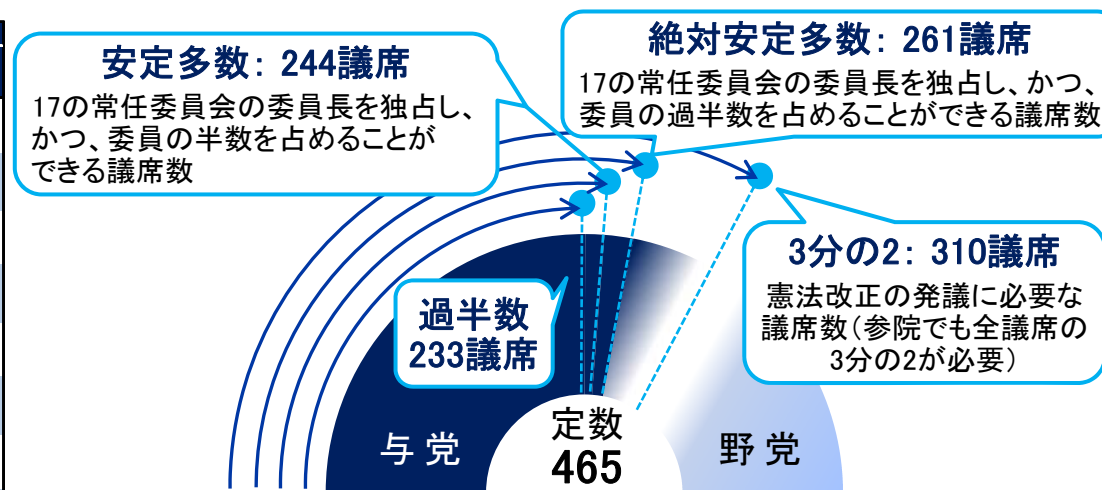 安定多数： 244議席
17の常任委員会の委員長を独占し、
かつ、委員の半数を占めることが
できる議席数
絶対安定多数： 261議席
17の常任委員会の委員長を独占し、かつ、
委員の過半数を占めることができる議席数
3分の2： 310議席
憲法改正の発議に必要な
議席数（参院でも全議席の
3分の2が必要）
過半数
233議席
与党
定数
465
野党